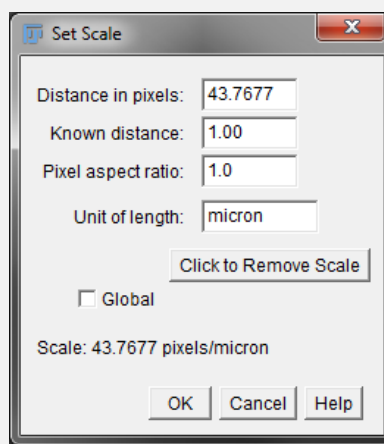 Set Scale
Distance in pixels: 43.7677
Known distance: 1.00
Pixel aspect ratio: 1.0
Unit of length: micron
Click to Remove Scale
Global
Scale: 43.7677 pixels/micron
OK Cancel Help